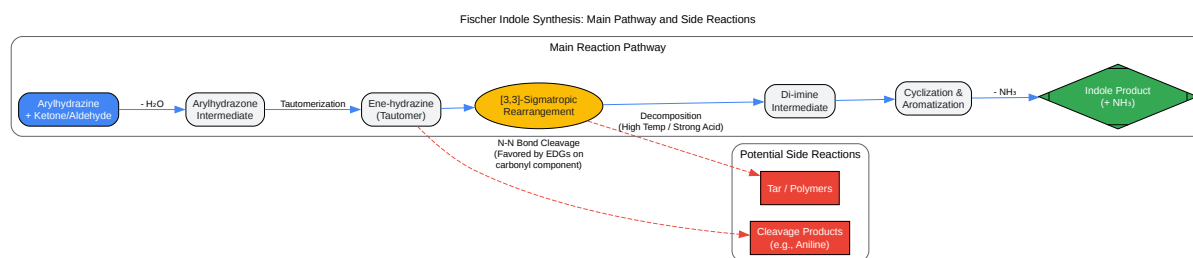 Fischer Indole Synthesis: Main Pathway and Side Reactions
Main Reaction Pathway
Arylhydrazine
+ Ketone/Aldehyde
- H₂O
Arylhydrazone
Intermediate
Tautomerization
Ene-hydrazine
(Tautomer)
[3,3]-Sigmatropic
Rearrangement
Di-imine
Intermediate
Cyclization &
Aromatization
- NH₃
Indole Product
(+ NH₃)
Decomposition
(High Temp / Strong Acid)
N-N Bond Cleavage
(Favored by EDGs on
carbonyl component)
Potential Side Reactions
Tar / Polymers
Cleavage Products
(e.g., Aniline)